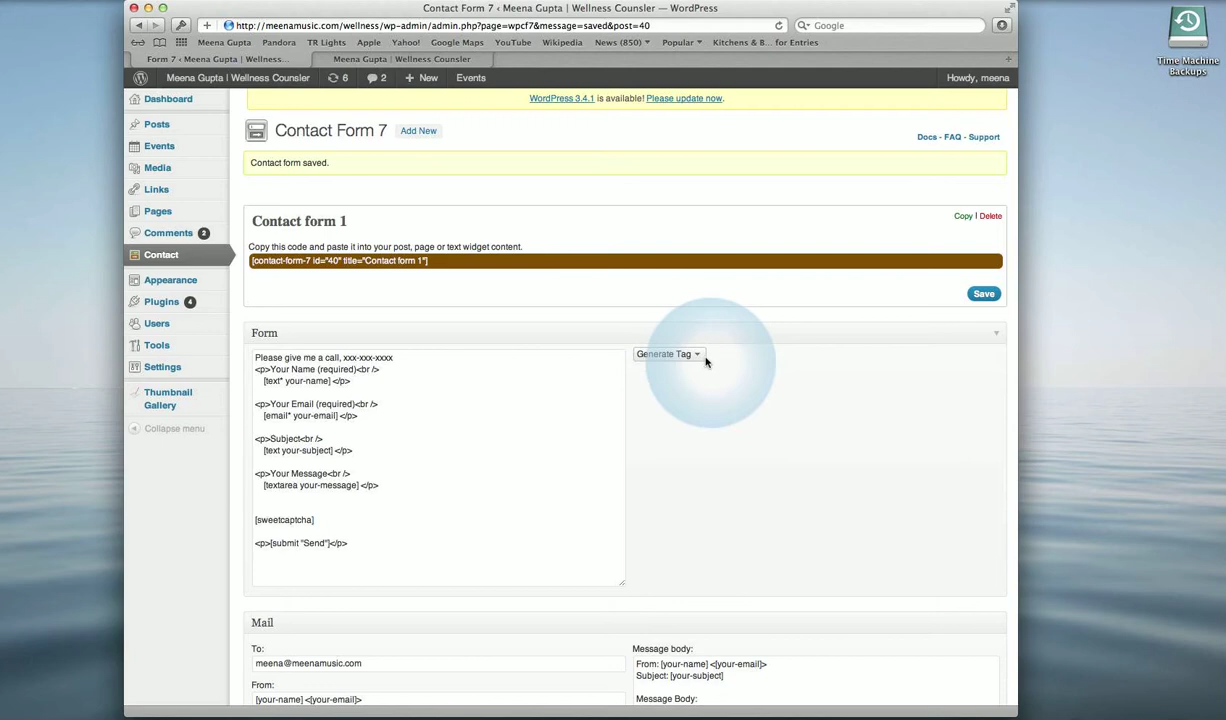 Contact Form 7 ‹ Meena Gupta | Wellness Counsler — WordPress
http://meenamusic.com/wellness/wp-admin/admin.php?page=wpcf7&message=saved&post=40
Google
Meena Gupta Pandora TR Lights Apple Yahoo! Google Maps YouTube Wikipedia News (850) Popular Kitchens & B... for Entries
Form 7 ‹ Meena Gupta | Wellness... Meena Gupta | Wellness Counsler
Meena Gupta | Wellness Counsler 6 2 + New Events Howdy, meena
WordPress 3.4.1 is available! Please update now.
Dashboard
Posts
Events
Media
Links
Pages
Comments 2
Contact
Appearance
Plugins 4
Users
Tools
Settings
Thumbnail
Gallery
Collapse menu
Contact Form 7 Add New
Docs - FAQ - Support
Contact form saved.
Contact form 1
Copy | Delete
Copy this code and paste it into your post, page or text widget content.
[contact-form-7 id="40" title="Contact form 1"]
Save
Form
Please give me a call, xxx-xxx-xxxx
<p>Your Name (required)<br />
[text* your-name] </p>
<p>Your Email (required)<br />
[email* your-email] </p>
<p>Subject<br />
[text your-subject] </p>
<p>Your Message<br />
[textarea your-message] </p>
[sweetcaptcha]
<p>[submit "Send"]</p>
Generate Tag
Mail
To:
meena@meenamusic.com
From:
[your-name] <[your-email]>
Message body:
From: [your-name] <[your-email]>
Subject: [your-subject]
Message Body:
Time Machine
Backups